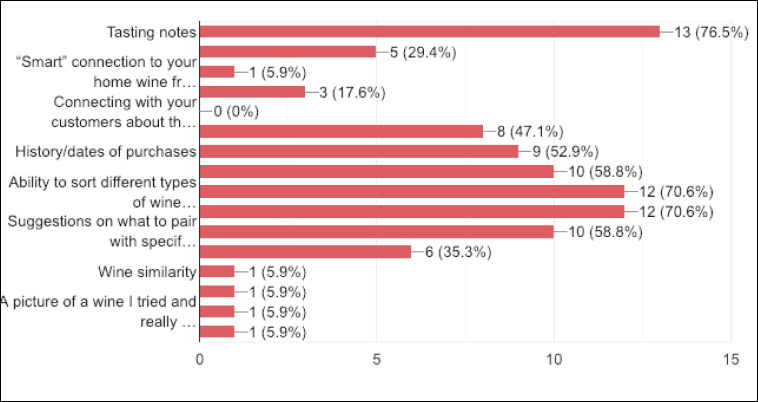 Tasting notes
13 (76.5%)
5 (29.4%)
“Smart” connection to your
home wine fr…
1 (5.9%)
3 (17.6%)
Connecting with your
customers about th…
0 (0%)
8 (47.1%)
History/dates of purchases
9 (52.9%)
10 (58.8%)
Ability to sort different types
of wine…
12 (70.6%)
12 (70.6%)
Suggestions on what to pair
with specif…
10 (58.8%)
6 (35.3%)
Wine similarity
1 (5.9%)
1 (5.9%)
A picture of a wine I tried and
really …
1 (5.9%)
1 (5.9%)
0 5 10 15